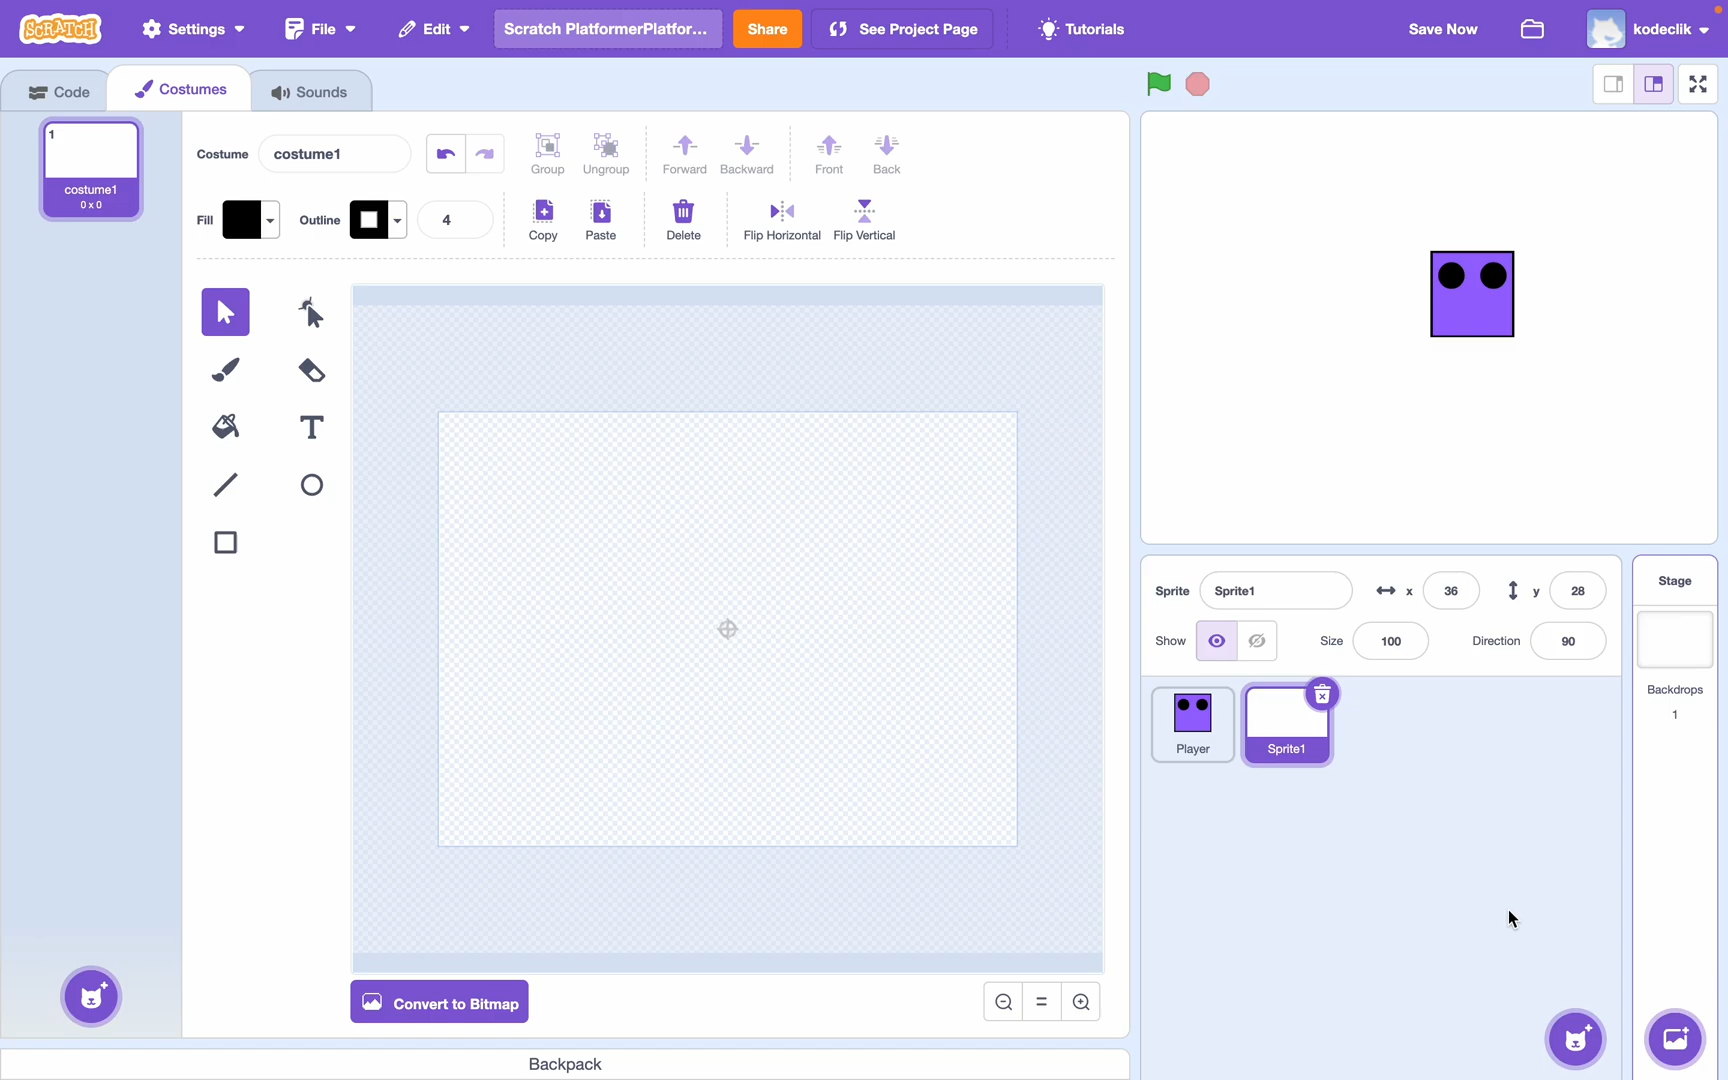 SCRATCH
Settings
File
Edit
Scratch PlatformerPlatfor...
Share
See Project Page
Tutorials
Save Now
kodeclik
Code
Costumes
Sounds
1
costume1
0 x 0
Costume
costume1
Group
Ungroup
Forward
Backward
Front
Back
Fill
Outline
4
Copy
Paste
Delete
Flip Horizontal
Flip Vertical
T
Convert to Bitmap
=
Backpack
Sprite
Sprite1
x
36
y
28
Show
Size
100
Direction
90
Player
Sprite1
Stage
Backdrops
1